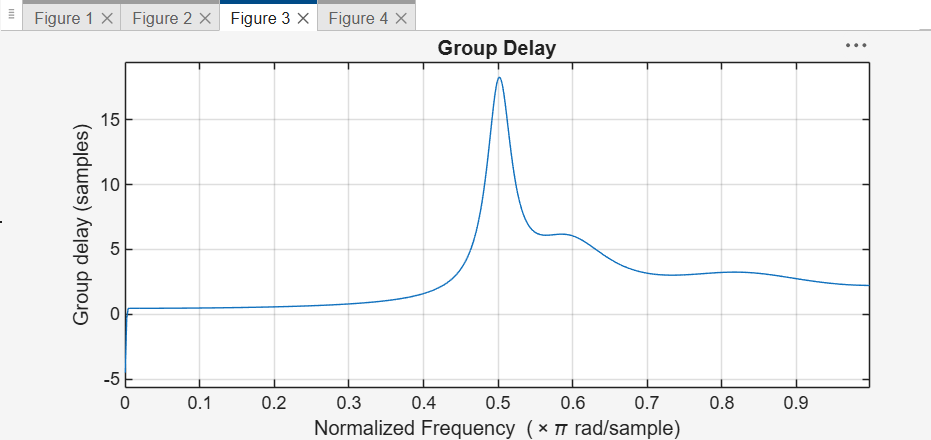 Figure 1 × Figure 2 × Figure 3 × Figure 4 ×
Group Delay
Group delay (samples)
15
10
5
0
-5
0 0.1 0.2 0.3 0.4 0.5 0.6 0.7 0.8 0.9
Normalized Frequency (× π rad/sample)